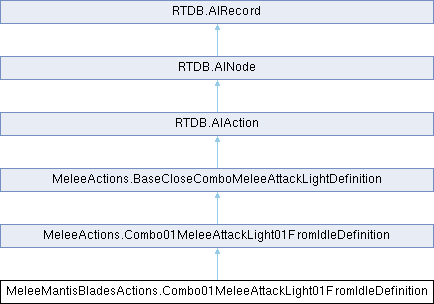 RTDB.AIRecord
RTDB.AINode
RTDB.AIAction
MeleeActions.BaseCloseComboMeleeAttackLightDefinition
MeleeActions.Combo01MeleeAttackLight01FromIdleDefinition
MeleeMantisBladesActions.Combo01MeleeAttackLight01FromIdleDefinition